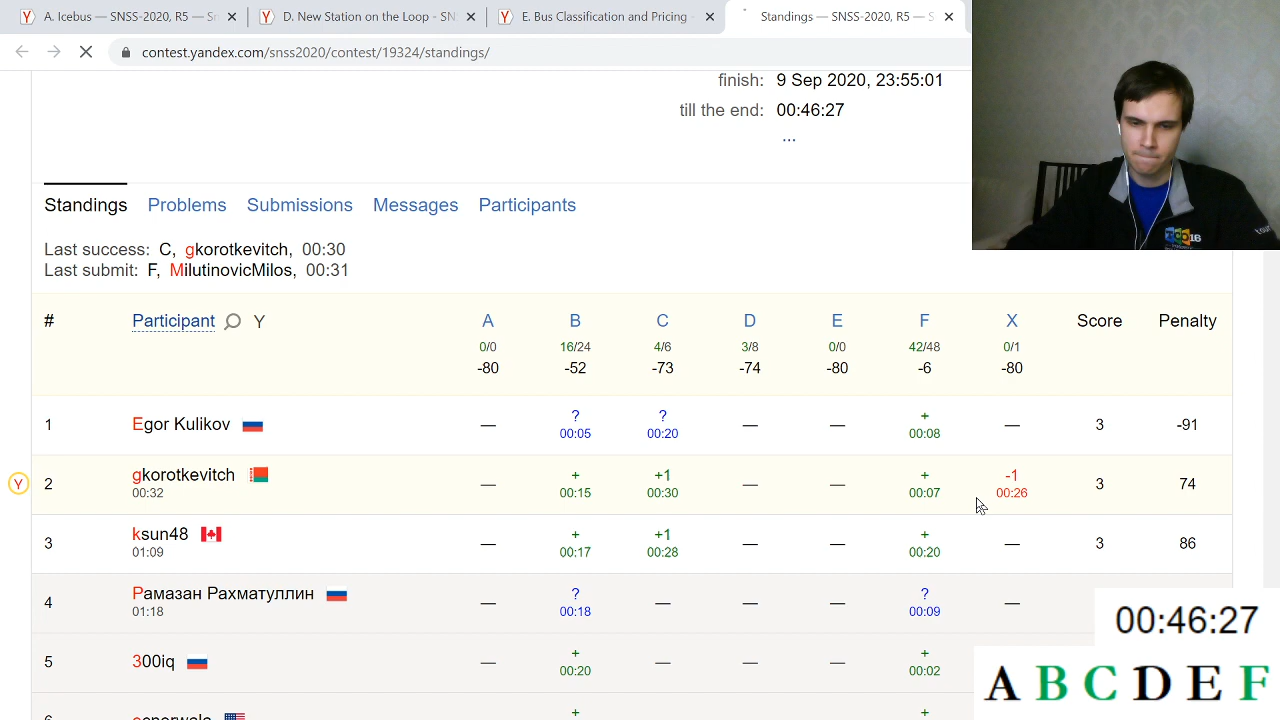 A. Icebus — SNSS-2020, R5 — Sn
D. New Station on the Loop - SN
E. Bus Classification and Pricing -
Standings — SNSS-2020, R5 — S
contest.yandex.com/snss2020/contest/19324/standings/
finish: 9 Sep 2020, 23:55:01
till the end: 00:46:27
...
Standings Problems Submissions Messages Participants
Last success: C, gkorotkevitch, 00:30
Last submit: F, MilutinovicMilos, 00:31
# Participant Y A B C D E F X Score Penalty
0/0 16/24 4/6 3/8 0/0 42/48 0/1
-80 -52 -73 -74 -80 -6 -80
1 Egor Kulikov — ? 00:05 ? 00:20 — — + 00:08 — 3 -91
Y 2 gkorotkevitch 00:32 — + 00:15 +1 00:30 — — + 00:07 -1 00:26 3 74
3 ksun48 01:09 — + 00:17 +1 00:28 — — + 00:20 — 3 86
4 Рамазан Рахматуллин 01:18 — ? 00:18 — — — ? 00:09 —
5 300iq — + 00:20 — — — + 00:02
+ +
00:46:27
A B C D E F